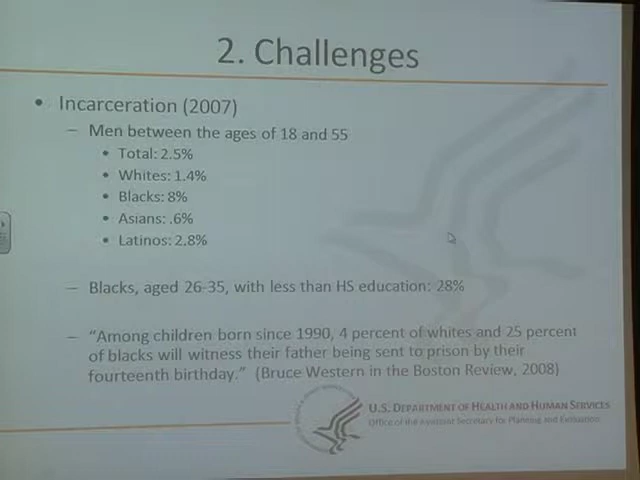 2. Challenges
• Incarceration (2007)
– Men between the ages of 18 and 55
• Total: 2.5%
• Whites: 1.4%
• Blacks: 8%
• Asians: .6%
• Latinos: 2.8%
– Blacks, aged 26-35, with less than HS education: 28%
– "Among children born since 1990, 4 percent of whites and 25 percent
of blacks will witness their father being sent to prison by their
fourteenth birthday." (Bruce Western in the Boston Review, 2008)
U.S. DEPARTMENT OF HEALTH AND HUMAN SERVICES
Office of the Assistant Secretary for Planning and Evaluation